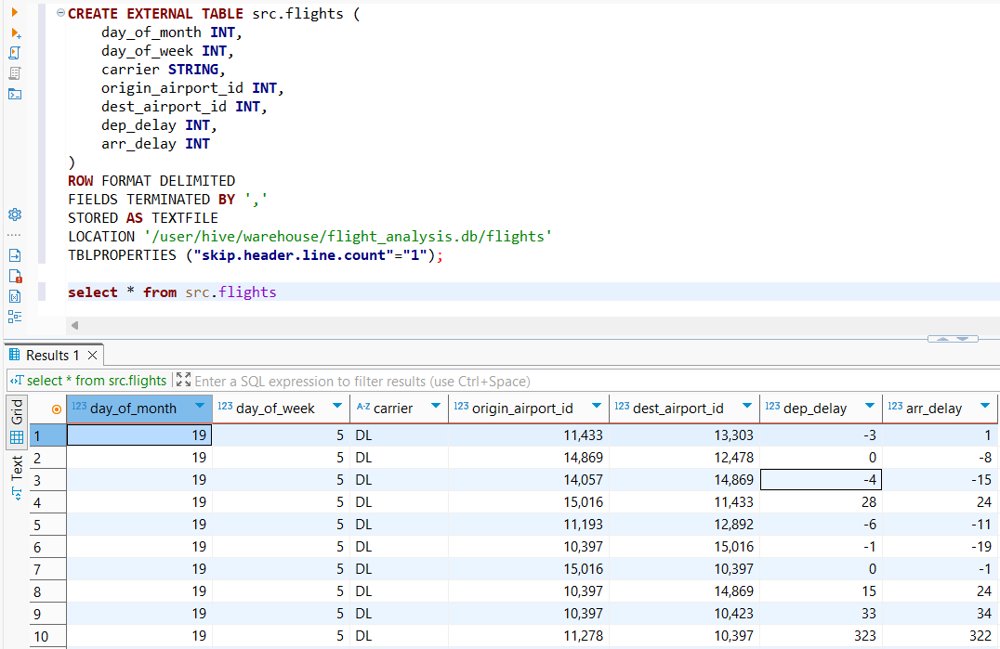 CREATE EXTERNAL TABLE src.flights (
day_of_month INT,
day_of_week INT,
carrier STRING,
origin_airport_id INT,
dest_airport_id INT,
dep_delay INT,
arr_delay INT
)
ROW FORMAT DELIMITED
FIELDS TERMINATED BY ','
STORED AS TEXTFILE
LOCATION '/user/hive/warehouse/flight_analysis.db/flights'
TBLPROPERTIES ("skip.header.line.count"="1");
select * from src.flights
Results 1
select * from src.flights Enter a SQL expression to filter results (use Ctrl+Space)
Grid
Text
123 day_of_month 123 day_of_week A-Z carrier 123 origin_airport_id 123 dest_airport_id 123 dep_delay 123 arr_delay
1 19 5 DL 11,433 13,303 -3 1
2 19 5 DL 14,869 12,478 0 -8
3 19 5 DL 14,057 14,869 -4 -15
4 19 5 DL 15,016 11,433 28 24
5 19 5 DL 11,193 12,892 -6 -11
6 19 5 DL 10,397 15,016 -1 -19
7 19 5 DL 15,016 10,397 0 -1
8 19 5 DL 10,397 14,869 15 24
9 19 5 DL 10,397 10,423 33 34
10 19 5 DL 11,278 10,397 323 322